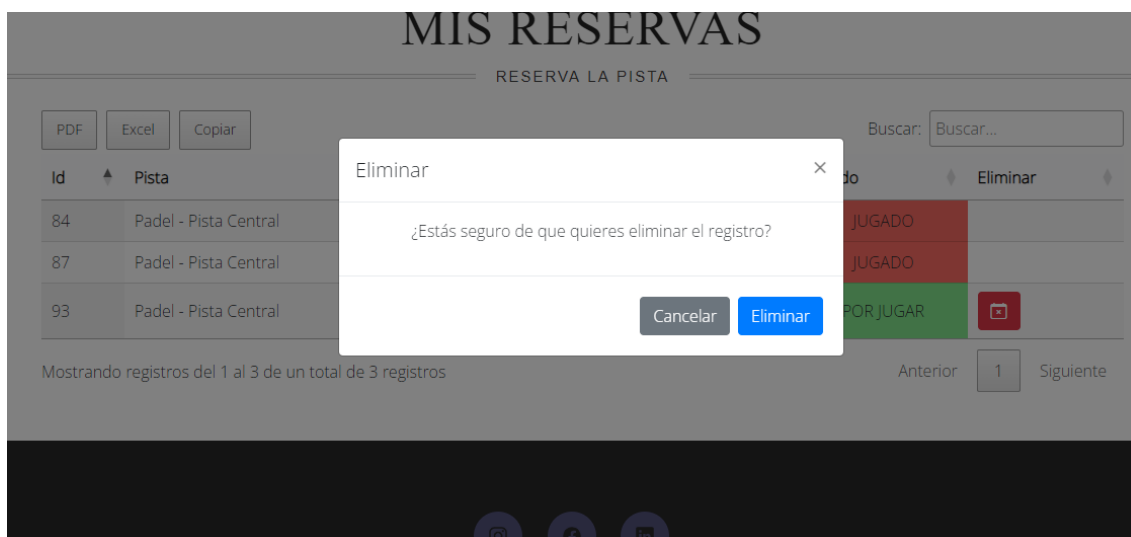 MIS RESERVAS
RESERVA LA PISTA
PDF Excel Copiar Buscar: Buscar...
Eliminar ×
Id Pista do Eliminar
84 Padel - Pista Central JUGADO
¿Estás seguro de que quieres eliminar el registro?
87 Padel - Pista Central JUGADO
93 Padel - Pista Central POR JUGAR
Cancelar Eliminar
Mostrando registros del 1 al 3 de un total de 3 registros Anterior 1 Siguiente